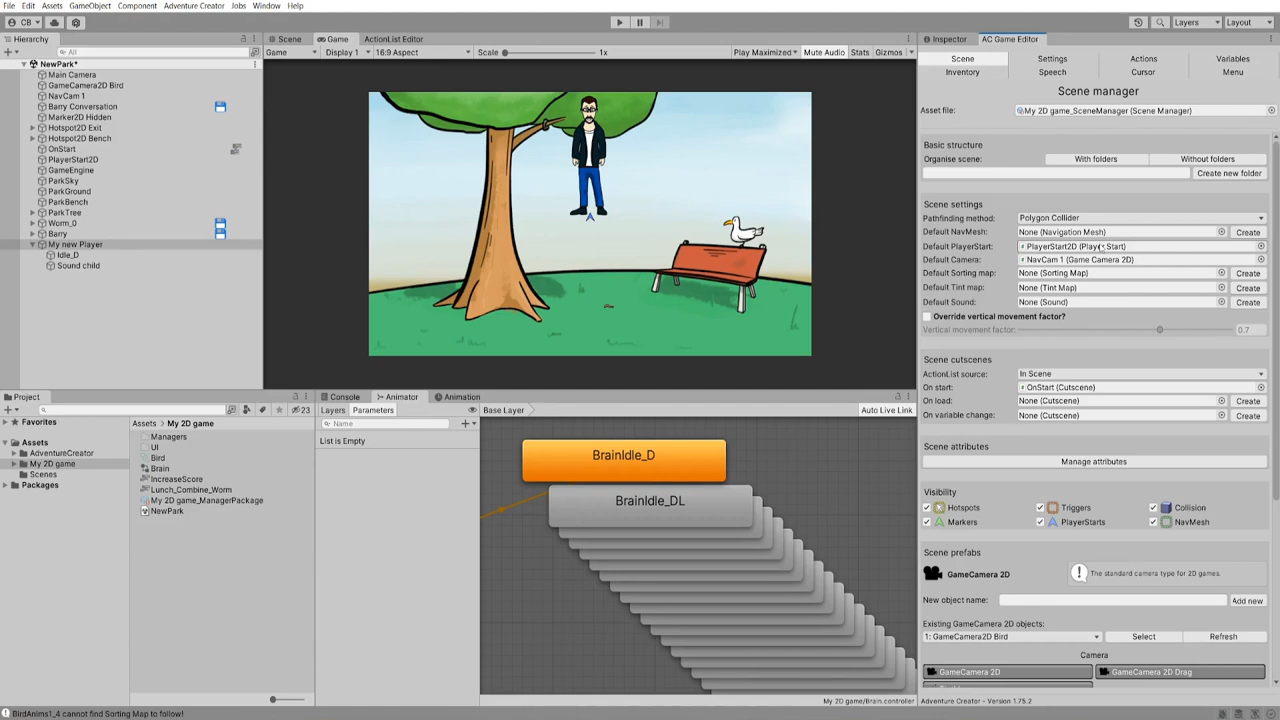 File Edit Assets GameObject Component Adventure Creator Jobs Window Help
CB Layers Layout
Hierarchy
All
NewPark*
Main Camera
GameCamera2D Bird
NavCam 1
Barry Conversation
Marker2D Hidden
Hotspot2D Exit
Hotspot2D Bench
OnStart
PlayerStart2D
GameEngine
ParkSky
ParkGround
ParkBench
ParkTree
Worm_0
Barry
My new Player
Idle_D
Sound child
Scene Game ActionList Editor
Game Display 1 16:9 Aspect Scale 1x Play Maximized Mute Audio Stats Gizmos
Project
23
Favorites
Assets
AdventureCreator
My 2D game
Scenes
Packages
Assets > My 2D game
Managers
UI
Bird
Brain
IncreaseScore
Lunch_Combine_Worm
My 2D game_ManagerPackage
NewPark
Console Animator Animation
Layers Parameters Base Layer Auto Live Link
Name
List is Empty
BrainIdle_D
BrainIdle_DL
My 2D game/Brain.controller
Inspector AC Game Editor
Scene Settings Actions Variables
Inventory Speech Cursor Menu
Scene manager
Asset file: My 2D game_SceneManager (Scene Manager)
Basic structure
Organise scene: With folders Without folders
Create new folder
Scene settings
Pathfinding method: Polygon Collider
Default NavMesh: None (Navigation Mesh) Create
Default PlayerStart: PlayerStart2D (Player Start)
Default Camera: NavCam 1 (Game Camera 2D)
Default Sorting map: None (Sorting Map) Create
Default Tint map: None (Tint Map) Create
Default Sound: None (Sound) Create
Override vertical movement factor?
Vertical movement factor: 0.7
Scene cutscenes
ActionList source: In Scene
On start: OnStart (Cutscene)
On load: None (Cutscene) Create
On variable change: None (Cutscene) Create
Scene attributes
Manage attributes
Visibility
Hotspots Triggers Collision
Markers PlayerStarts NavMesh
Scene prefabs
GameCamera 2D The standard camera type for 2D games.
New object name: Add new
Existing GameCamera 2D objects:
1: GameCamera2D Bird Select Refresh
Camera
GameCamera 2D GameCamera 2D Drag
Adventure Creator - Version 1.75.2
BirdAnims1_4 cannot find Sorting Map to follow!